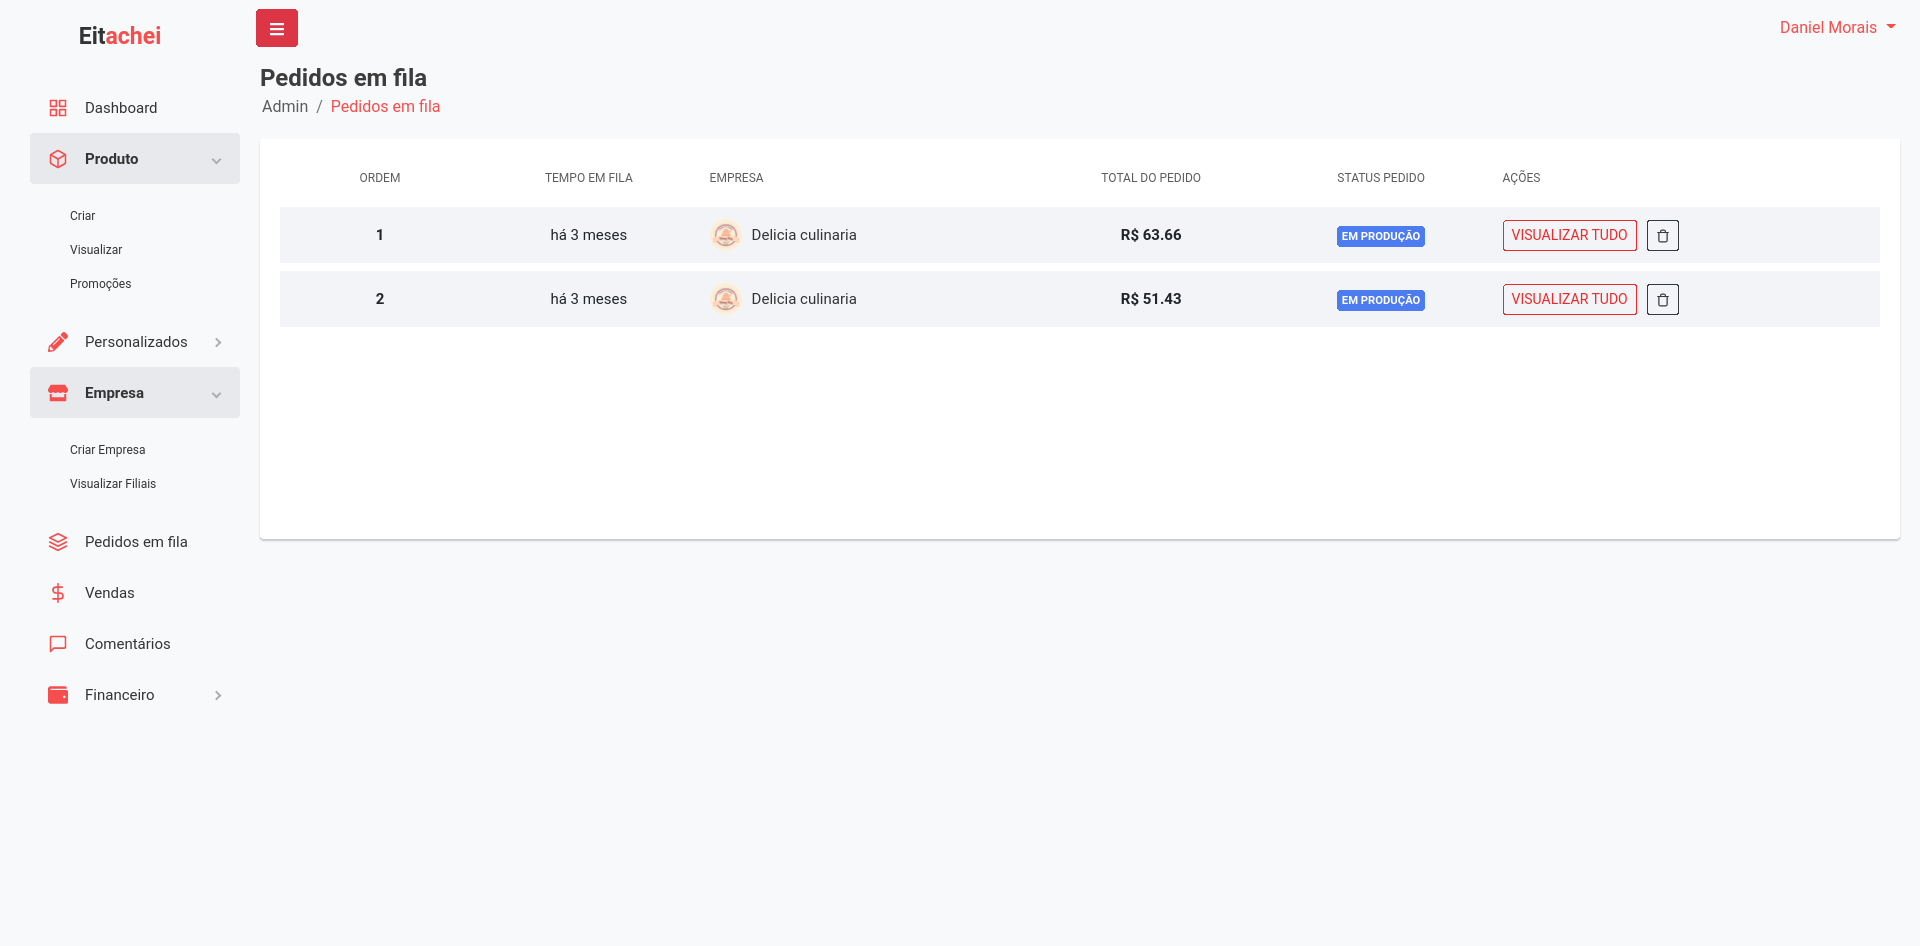 Eitachei
Daniel Morais
Dashboard
Produto
Criar
Visualizar
Promoções
Personalizados
Empresa
Criar Empresa
Visualizar Filiais
Pedidos em fila
Vendas
Comentários
Financeiro
Pedidos em fila
Admin / Pedidos em fila
ORDEM TEMPO EM FILA EMPRESA TOTAL DO PEDIDO STATUS PEDIDO AÇÕES
1 há 3 meses Delicia culinaria R$ 63.66 EM PRODUÇÃO VISUALIZAR TUDO
2 há 3 meses Delicia culinaria R$ 51.43 EM PRODUÇÃO VISUALIZAR TUDO